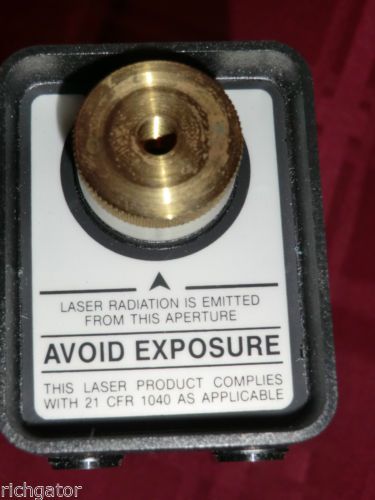 LASER RADIATION IS EMITTED
FROM THIS APERTURE
AVOID EXPOSURE
THIS LASER PRODUCT COMPLIES
WITH 21 CFR 1040 AS APPLICABLE
richgator